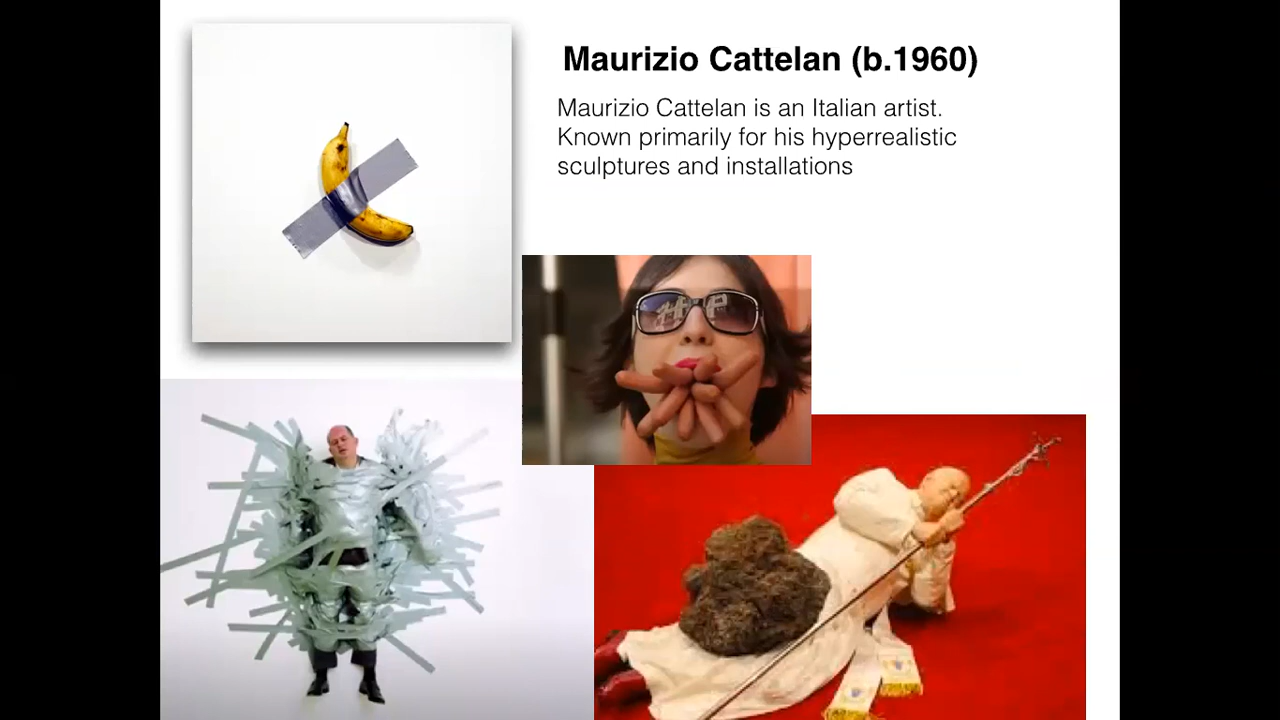 Maurizio Cattelan (b.1960)
Maurizio Cattelan is an Italian artist.
Known primarily for his hyperrealistic
sculptures and installations